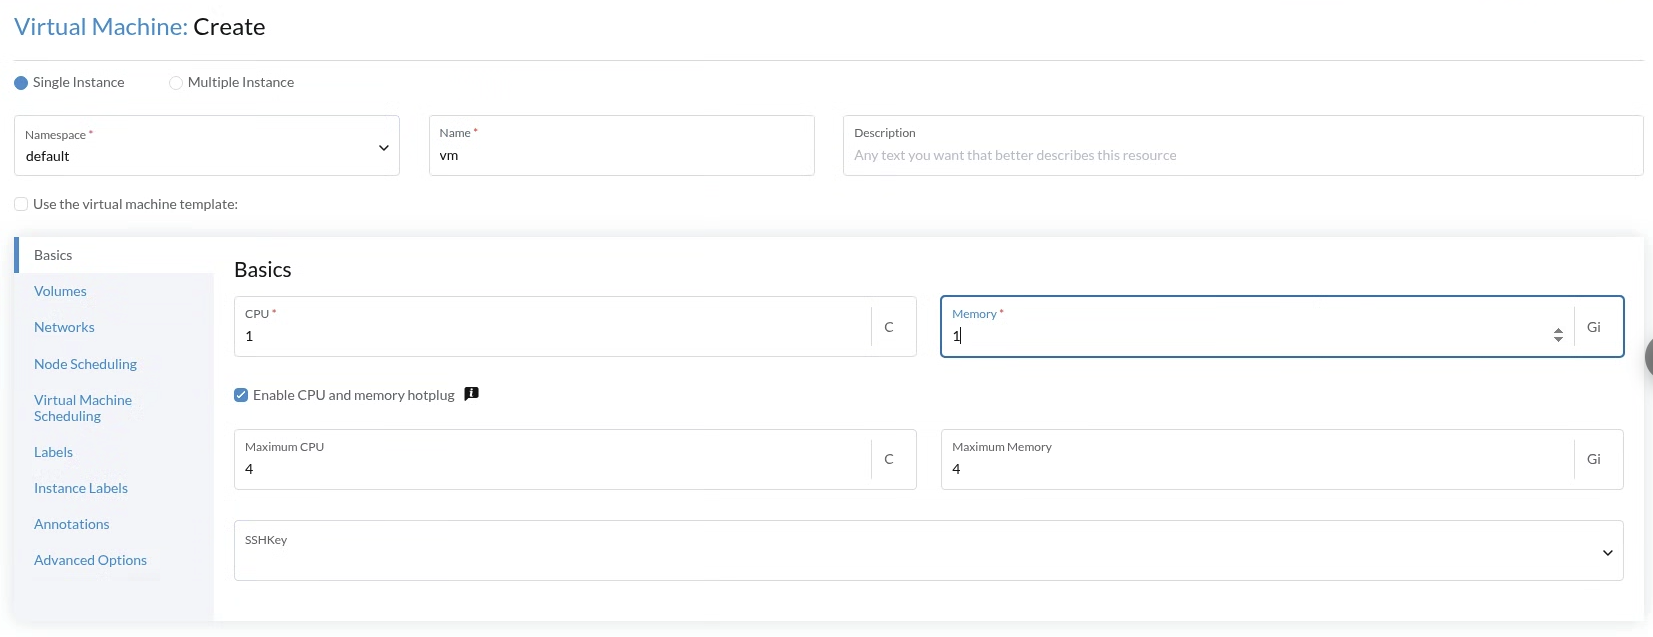 Virtual Machine: Create
Single Instance Multiple Instance
Namespace *
default
Name *
vm
Description
Any text you want that better describes this resource
Use the virtual machine template:
Basics
Volumes
Networks
Node Scheduling
Virtual Machine
Scheduling
Labels
Instance Labels
Annotations
Advanced Options
Basics
CPU *
1
C
Memory *
1
Gi
Enable CPU and memory hotplug
Maximum CPU
4
C
Maximum Memory
4
Gi
SSHKey